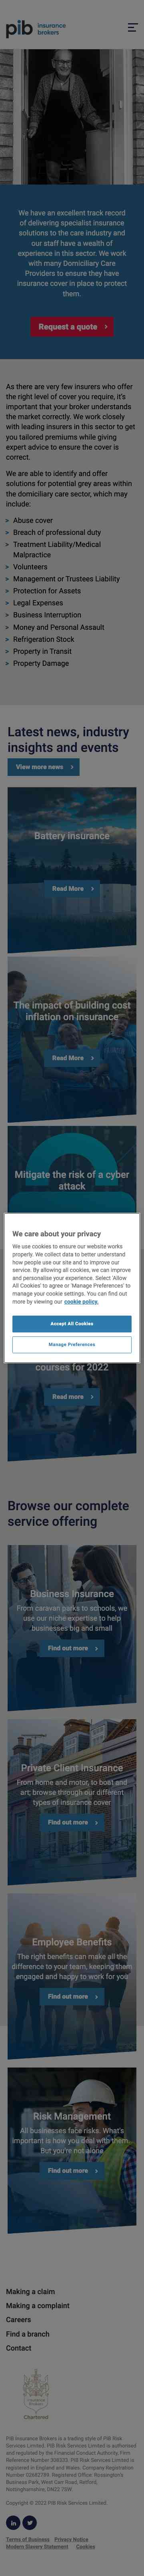 pib insurance
brokers
We have an excellent track record
of delivering specialist insurance
solutions to the care industry and
our staff have a wealth of
experience in this sector. We work
with many Domiciliary Care
Providers to ensure they have
insurance cover in place to protect
them.
Request a quote
As there are very few insurers who offer
the right level of cover you require, it's
important that your broker understands
the market. We work closely with
leading insurers in this sector to get you
tailored premiums while giving expert
advice to ensure the cover is correct.
We are able to identify and offer
solutions for potential grey areas within
the domiciliary care sector, which may
include:
> Abuse cover
> Breach of professional duty
> Treatment Liability/Medical
Malpractice
> Volunteers
> Management or Trustees Liability
> Protection for Assets
> Legal Expenses
> Business Interruption
> Money and Personal Assault
> Refrigeration Stock
> Property in Transit
> Property Damage
Latest news, industry
insights and events
View more news
Battery Insurance
Read More
The impact of building cost
inflation on insurance
Read More
Mitigate the risk of a cyber
attack
We care about your privacy
We use cookies to ensure our website works
properly. We collect data to better understand
how people use our site and to improve our
service. By allowing all cookies, we can improve
and personalise your experience. Select 'Allow
All Cookies' to agree or 'Manage Preferences' to
manage your cookies settings. You can find out
more by viewing our cookie policy.
Accept All Cookies
Manage Preferences
courses for 2022
Read more
Browse our complete
service offering
Business Insurance
From caravan parks to schools, we
use our niche expertise to help
businesses big and small
Find out more
Private Client Insurance
From home and motor, to boat and
art, browse through our different
types of insurance cover
Find out more
Employee Benefits
The right benefits can make all the
difference to your team, keeping them
engaged and happy to work for you
Find out more
Risk Management
All businesses face risks. What's
important is how you deal with them.
But you're not alone
Find out more
Making a claim
Making a complaint
Careers
Find a branch
Contact
Chartered
PIB Insurance Brokers is a trading style of PIB Risk
Services Limited. PIB Risk Services Limited is authorised
and regulated by the Financial Conduct Authority, Firm
Reference Number 308333. PIB Risk Services Limited is
registered in England and Wales. Company Registration
Number 02682789. Registered Office: Rossington's
Business Park, West Carr Road, Retford,
Nottinghamshire, DN22 7SW.
Copyright © 2023 PIB Risk Services Limited.
in
Terms of Business Privacy Notice
Modern Slavery Statement Cookies